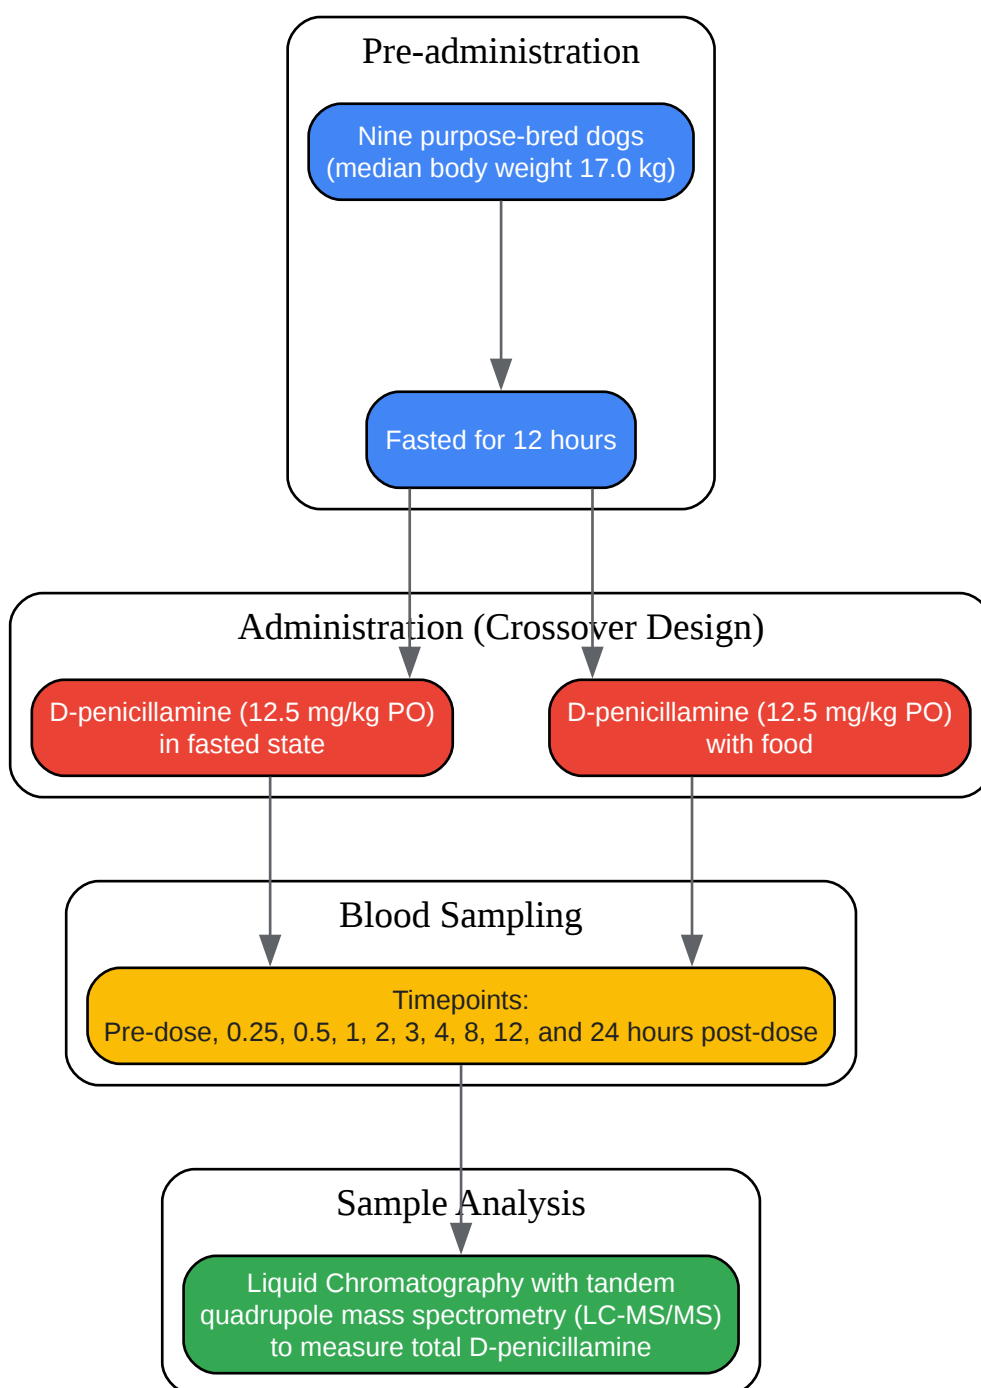 Pre-administration
Nine purpose-bred dogs
(median body weight 17.0 kg)
Fasted for 12 hours
Administration (Crossover Design)
D-penicillamine (12.5 mg/kg PO)
in fasted state
D-penicillamine (12.5 mg/kg PO)
with food
Blood Sampling
Timepoints:
Pre-dose, 0.25, 0.5, 1, 2, 3, 4, 8, 12, and 24 hours post-dose
Sample Analysis
Liquid Chromatography with tandem
quadrupole mass spectrometry (LC-MS/MS)
to measure total D-penicillamine